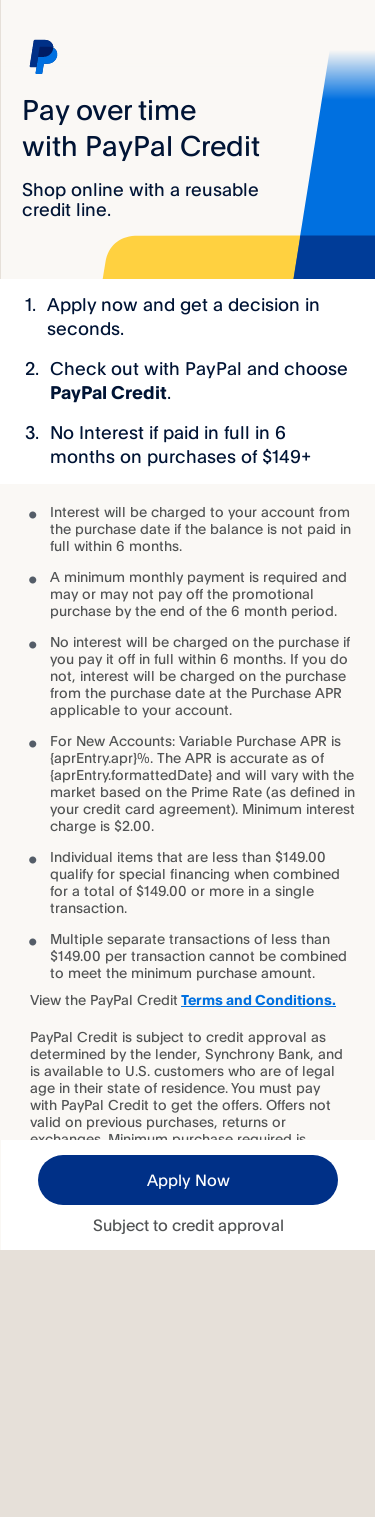 Pay over time
with PayPal Credit
Shop online with a reusable
credit line.
1. Apply now and get a decision in
seconds.
2. Check out with PayPal and choose
PayPal Credit.
3. No Interest if paid in full in 6
months on purchases of $149+
• Interest will be charged to your account from
the purchase date if the balance is not paid in
full within 6 months.
• A minimum monthly payment is required and
may or may not pay off the promotional
purchase by the end of the 6 month period.
• No interest will be charged on the purchase if
you pay it off in full within 6 months. If you do
not, interest will be charged on the purchase
from the purchase date at the Purchase APR
applicable to your account.
• For New Accounts: Variable Purchase APR is
{aprEntry.apr}%. The APR is accurate as of
{aprEntry.formattedDate} and will vary with the
market based on the Prime Rate (as defined in
your credit card agreement). Minimum interest
charge is $2.00.
• Individual items that are less than $149.00
qualify for special financing when combined
for a total of $149.00 or more in a single
transaction.
• Multiple separate transactions of less than
$149.00 per transaction cannot be combined
to meet the minimum purchase amount.
View the PayPal Credit Terms and Conditions.
PayPal Credit is subject to credit approval as
determined by the lender, Synchrony Bank, and
is available to U.S. customers who are of legal
age in their state of residence. You must pay
with PayPal Credit to get the offers. Offers not
valid on previous purchases, returns or
exchanges. Minimum purchase required is
Apply Now
Subject to credit approval